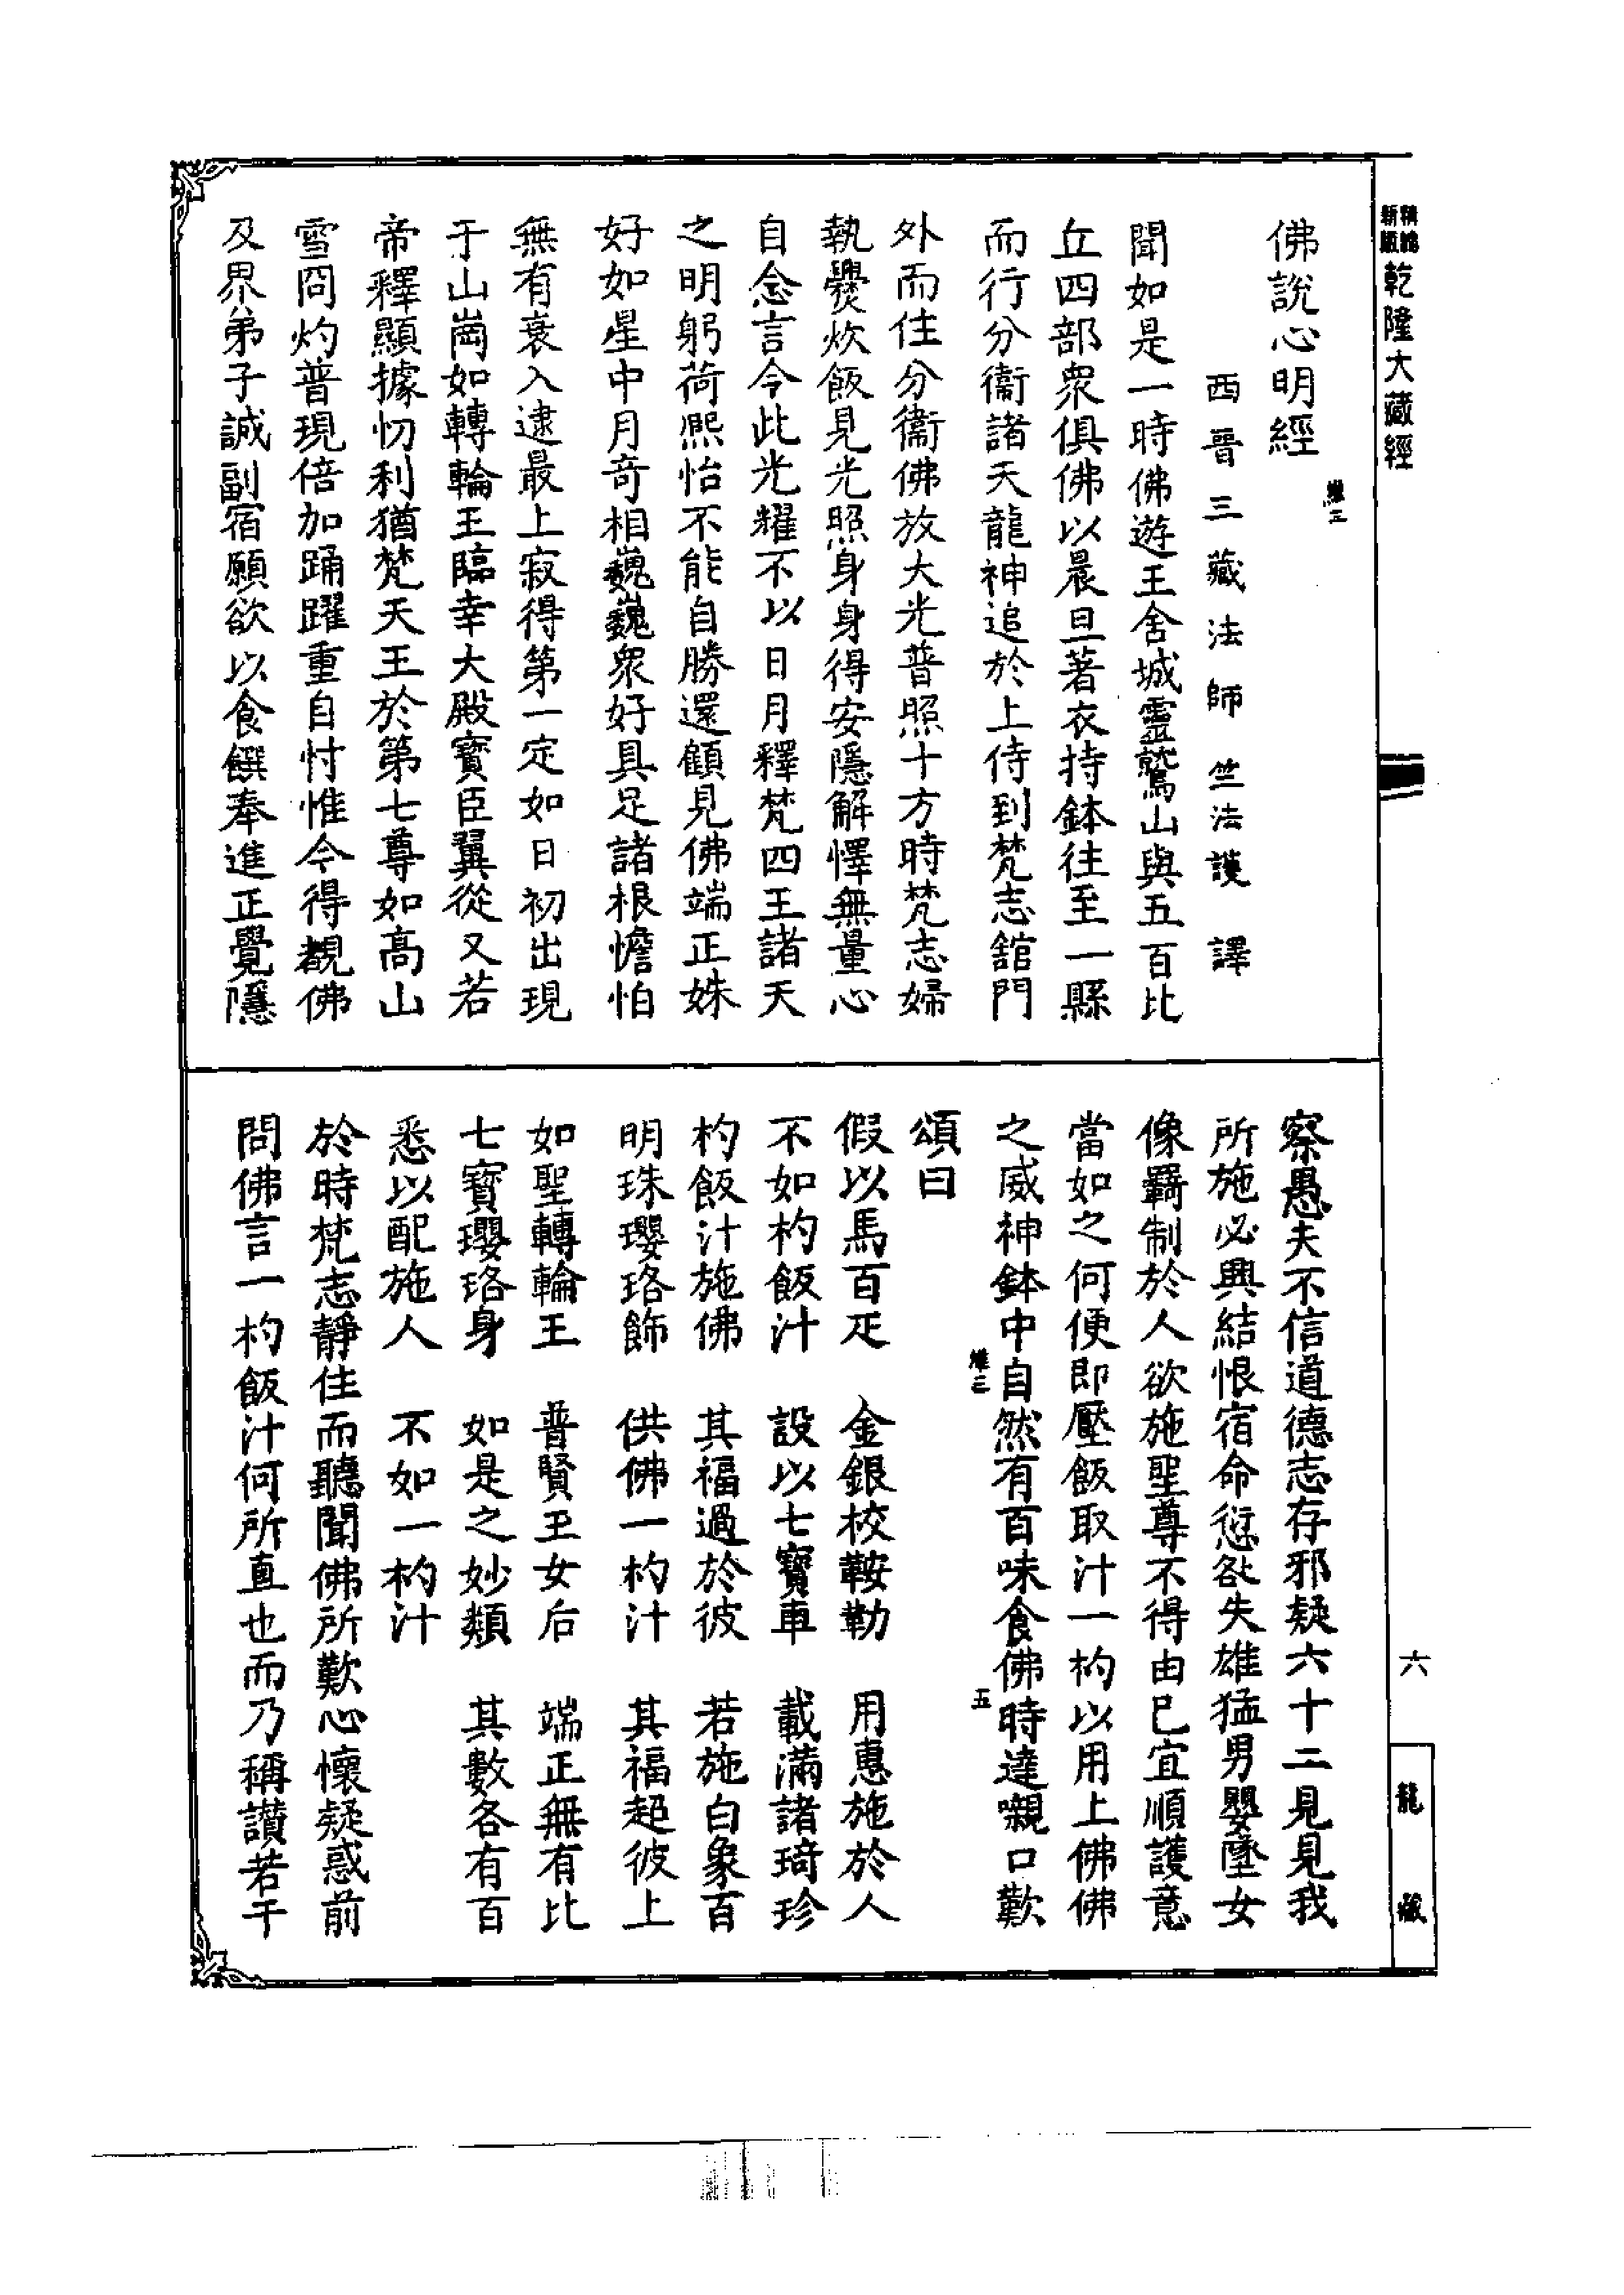 乾隆大藏經
佛說心明經
維三
西晉三藏法師竺法護譯
聞如是一時佛遊王舍城靈鷲山與五百比
丘四部眾俱佛以晨旦著衣持鉢往至一縣
而行分衞諸天龍神追於上侍到梵志舘門
外而住分衞佛放大光普照十方時梵志婦
執爨炊飯見光照身身得安隱解懌無量心
自念言今此光耀不以日月釋梵四王諸天
之明躬荷熙怡不能自勝還顧見佛端正姝
好如星中月奇相巍巍眾好具足諸根憺怕
無有衰入逮最上寂得第一定如日初出現
于山崗如轉輪王臨幸大殿寳臣翼從又若
帝釋顯據忉利猶梵天王於第七尊如高山
雪冏灼普現倍加踊躍重自忖惟今得覩佛
及界弟子誠副宿願欲以食饌奉進正覺隱
察愚夫不信道德志存邪疑六十二見見我
所施必興結恨宿命愆咎失雄猛男嬰墮女
像羈制於人欲施聖尊不得由已宜順護意
當如之何便即壓飯取汁一杓以用上佛佛
之威神鉢中自然有百味食佛時達嚫口歎
維三
五
頌曰
假以馬百疋　金銀校鞍勒　用惠施於人
不如杓飯汁　設以七寳車　載滿諸琦珍
杓飯汁施佛　其福過於彼　若施白象百
明珠瓔珞飾　供佛一杓汁　其福超彼上
如聖轉輪王　普賢玉女后　端正無有比
七寳瓔珞身　如是之妙類　其數各有百
悉以配施人　不如一杓汁
於時梵志靜住而聽聞佛所歎心懷疑惑前
問佛言一杓飯汁何所直也而乃稱讃若干
六
龍藏